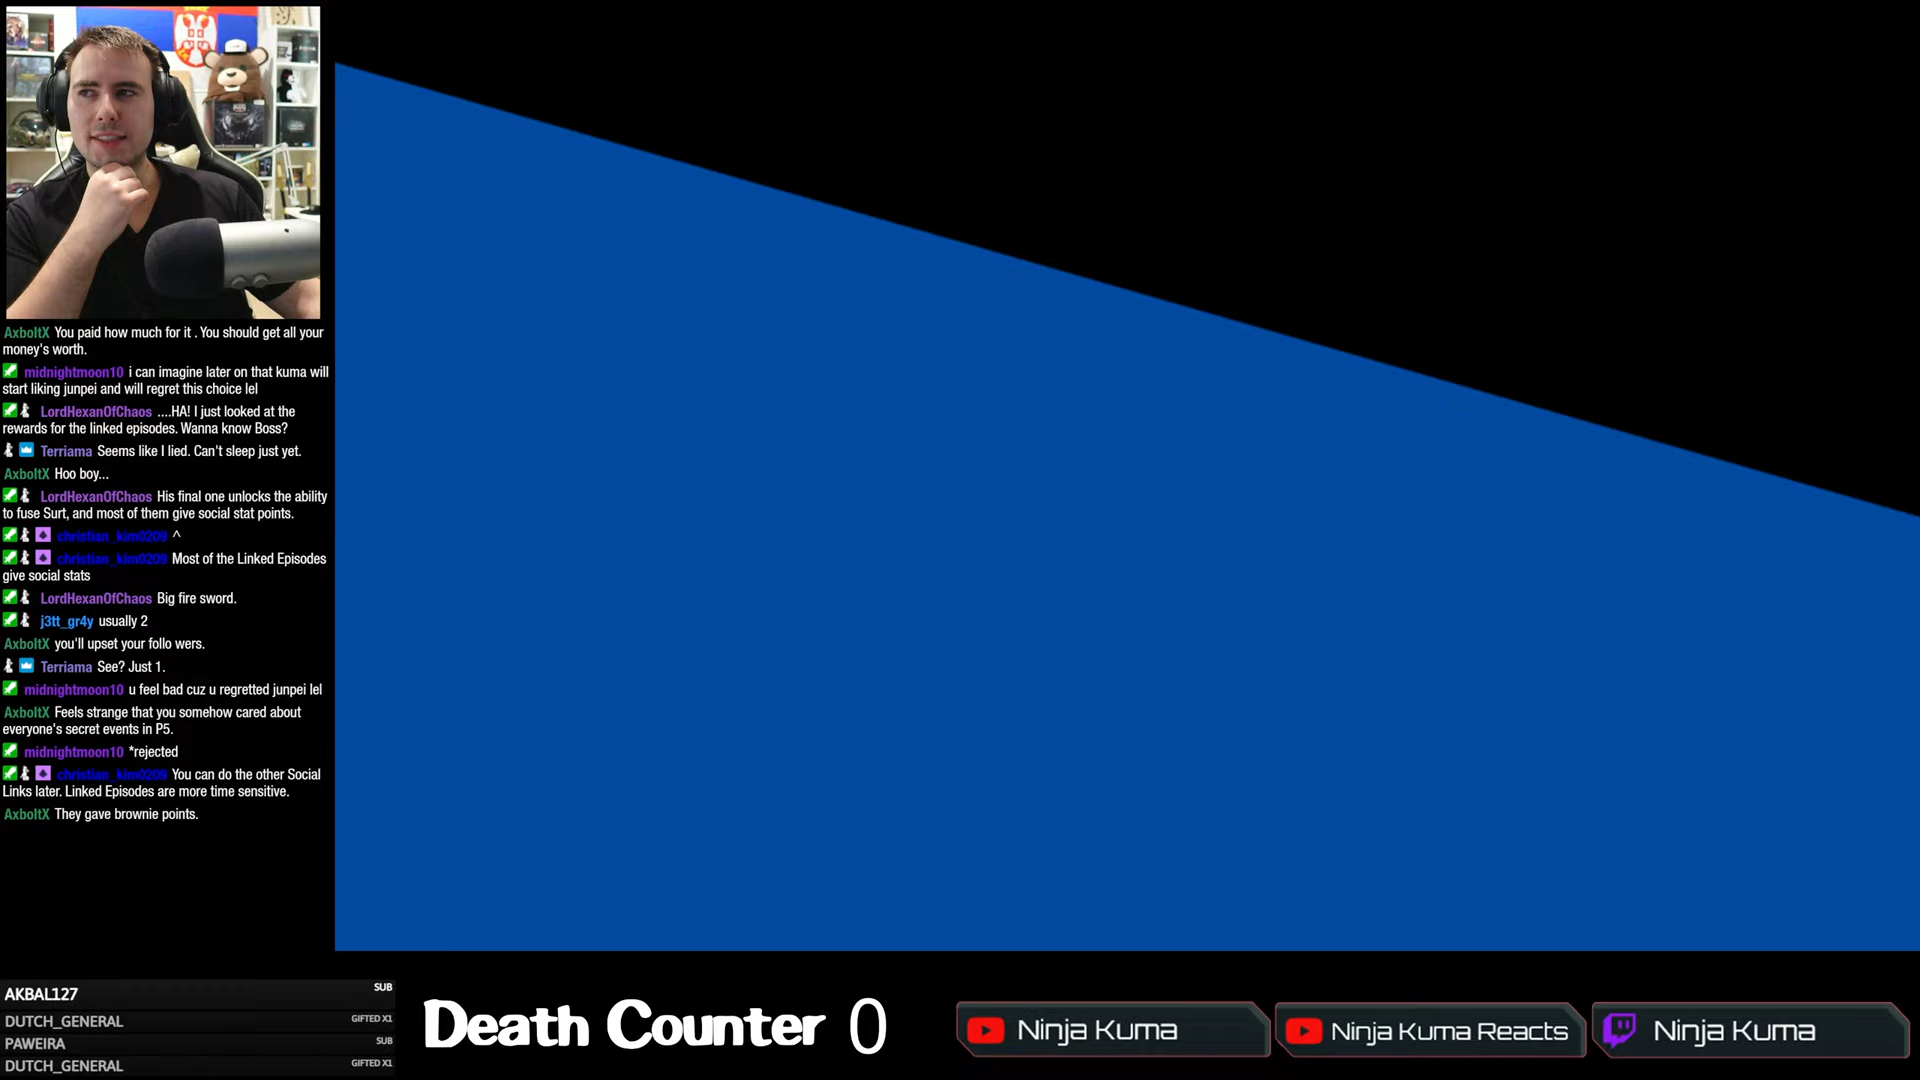 AxboltX You paid how much for it . You should get all your
money's worth.
midnightmoon10 i can imagine later on that kuma will
start liking junpei and will regret this choice lel
LordHexanOfChaos ....HA! I just looked at the
rewards for the linked episodes. Wanna know Boss?
Terriama Seems like I lied. Can't sleep just yet.
AxboltX Hoo boy...
LordHexanOfChaos His final one unlocks the ability
to fuse Surt, and most of them give social stat points.
christian_kim0209 ^
christian_kim0209 Most of the Linked Episodes
give social stats
LordHexanOfChaos Big fire sword.
j3tt_gr4y usually 2
AxboltX you'll upset your follo wers.
Terriama See? Just 1.
midnightmoon10 u feel bad cuz u regretted junpei lel
AxboltX Feels strange that you somehow cared about
everyone's secret events in P5.
midnightmoon10 *rejected
christian_kim0209 You can do the other Social
Links later. Linked Episodes are more time sensitive.
AxboltX They gave brownie points.
AKBAL127 SUB
DUTCH_GENERAL GIFTED X1
PAWEIRA SUB
DUTCH_GENERAL GIFTED X1
Death Counter 0
Ninja Kuma
Ninja Kuma Reacts
Ninja Kuma